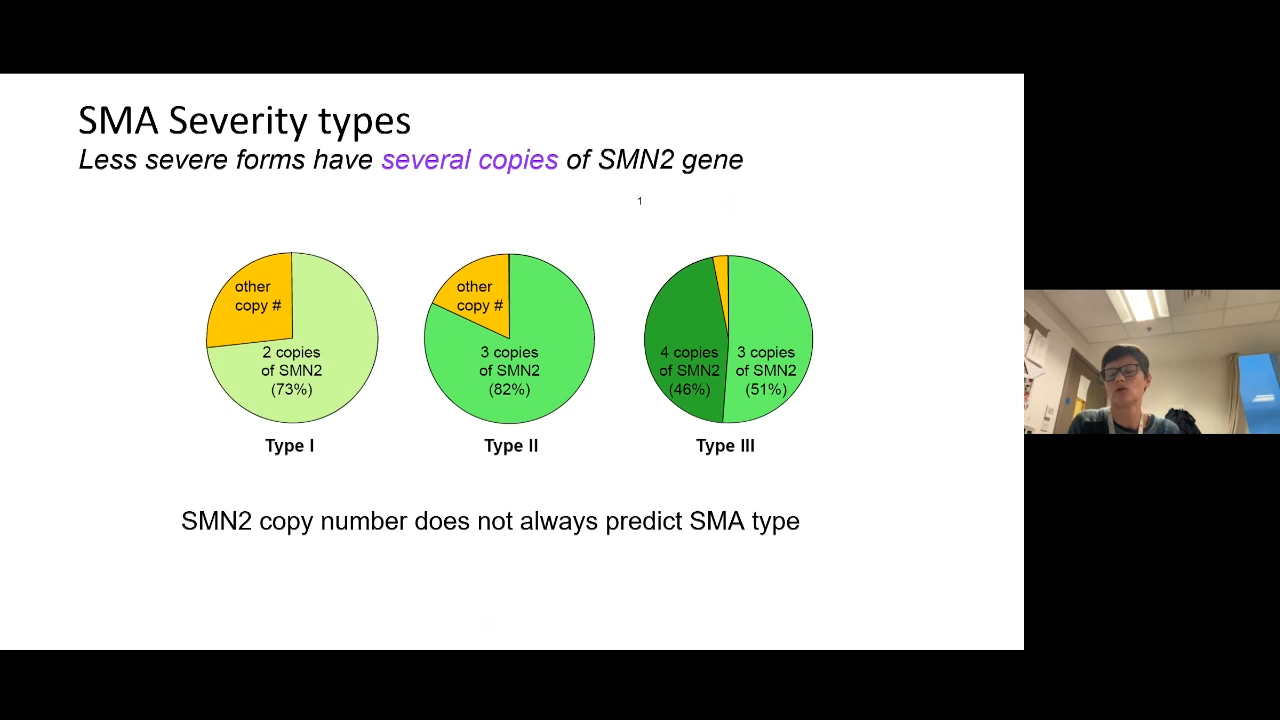 SMA Severity types
Less severe forms have several copies of SMN2 gene
1
other
copy #
2 copies
of SMN2
(73%)
Type I
other
copy #
3 copies
of SMN2
(82%)
Type II
4 copies
of SMN2
(46%)
3 copies
of SMN2
(51%)
Type III
SMN2 copy number does not always predict SMA type